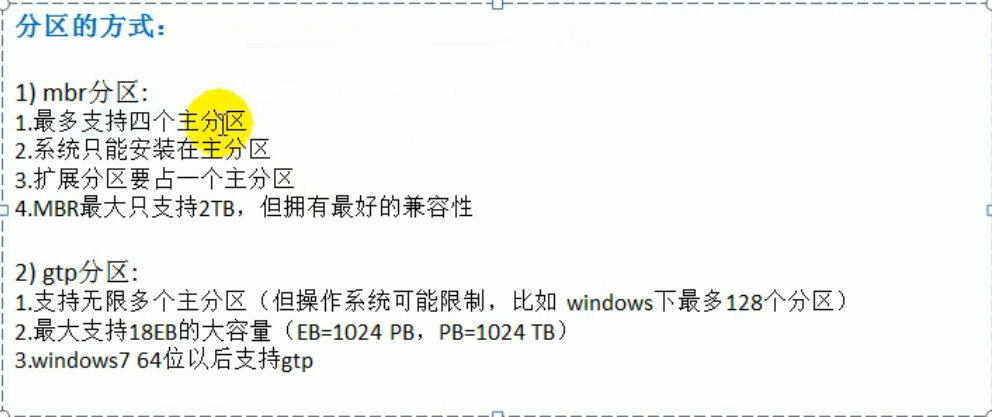 分区的方式：
1) mbr分区:
1.最多支持四个主分区
2.系统只能安装在主分区
3.扩展分区要占一个主分区
4.MBR最大只支持2TB，但拥有最好的兼容性
2) gtp分区:
1.支持无限多个主分区（但操作系统可能限制，比如 windows下最多128个分区）
2.最大支持18EB的大容量（EB=1024 PB，PB=1024 TB）
3.windows7 64位以后支持gtp